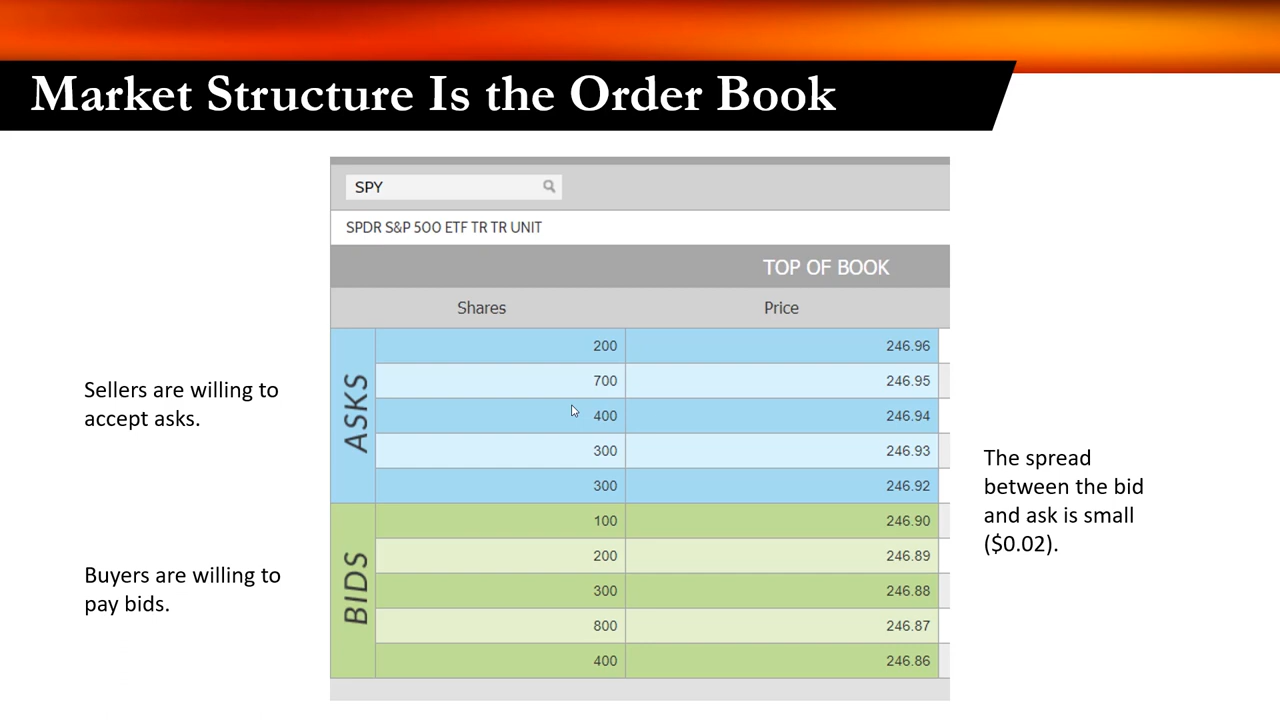 Market Structure Is the Order Book
SPY
SPDR S&P 500 ETF TR TR UNIT
TOP OF BOOK
Shares Price
ASKS
200 246.96
700 246.95
400 246.94
300 246.93
300 246.92
BIDS
100 246.90
200 246.89
300 246.88
800 246.87
400 246.86
Sellers are willing to
accept asks.
Buyers are willing to
pay bids.
The spread
between the bid
and ask is small
($0.02).